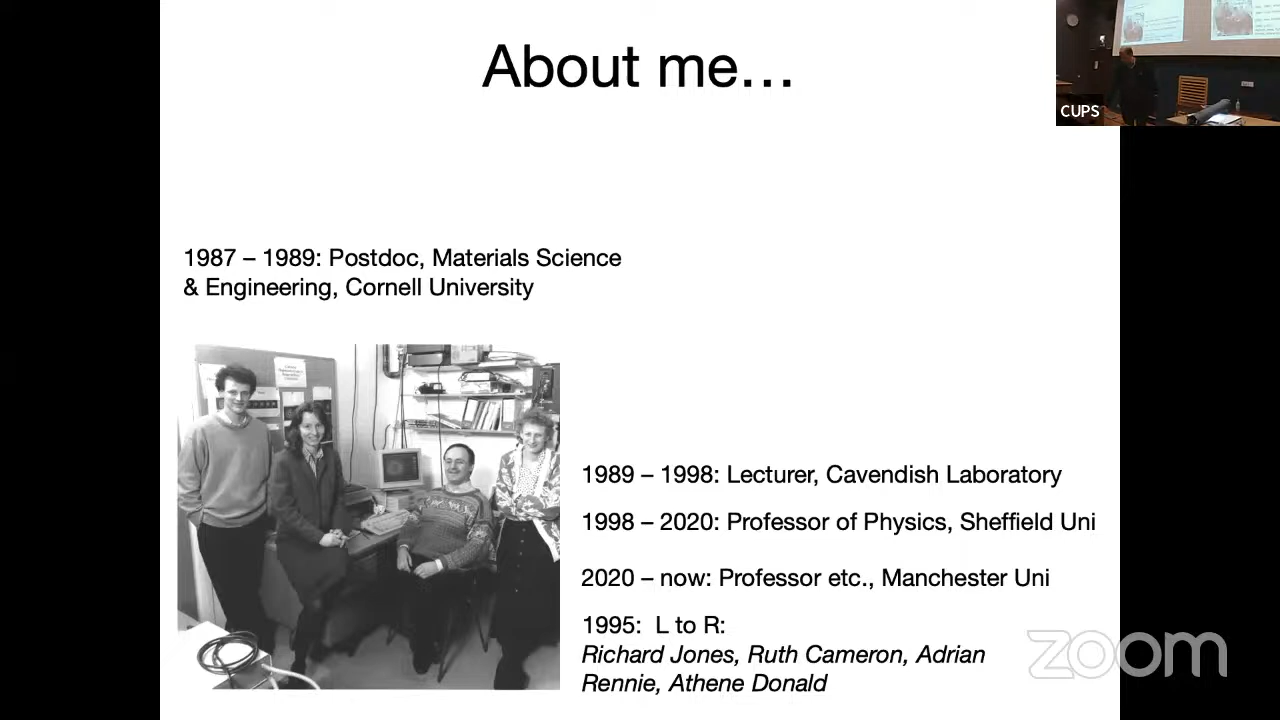 About me…
CUPS
1987 – 1989: Postdoc, Materials Science
& Engineering, Cornell University
1989 – 1998: Lecturer, Cavendish Laboratory
1998 – 2020: Professor of Physics, Sheffield Uni
2020 – now: Professor etc., Manchester Uni
1995:  L to R:
Richard Jones, Ruth Cameron, Adrian
Rennie, Athene Donald
zoom